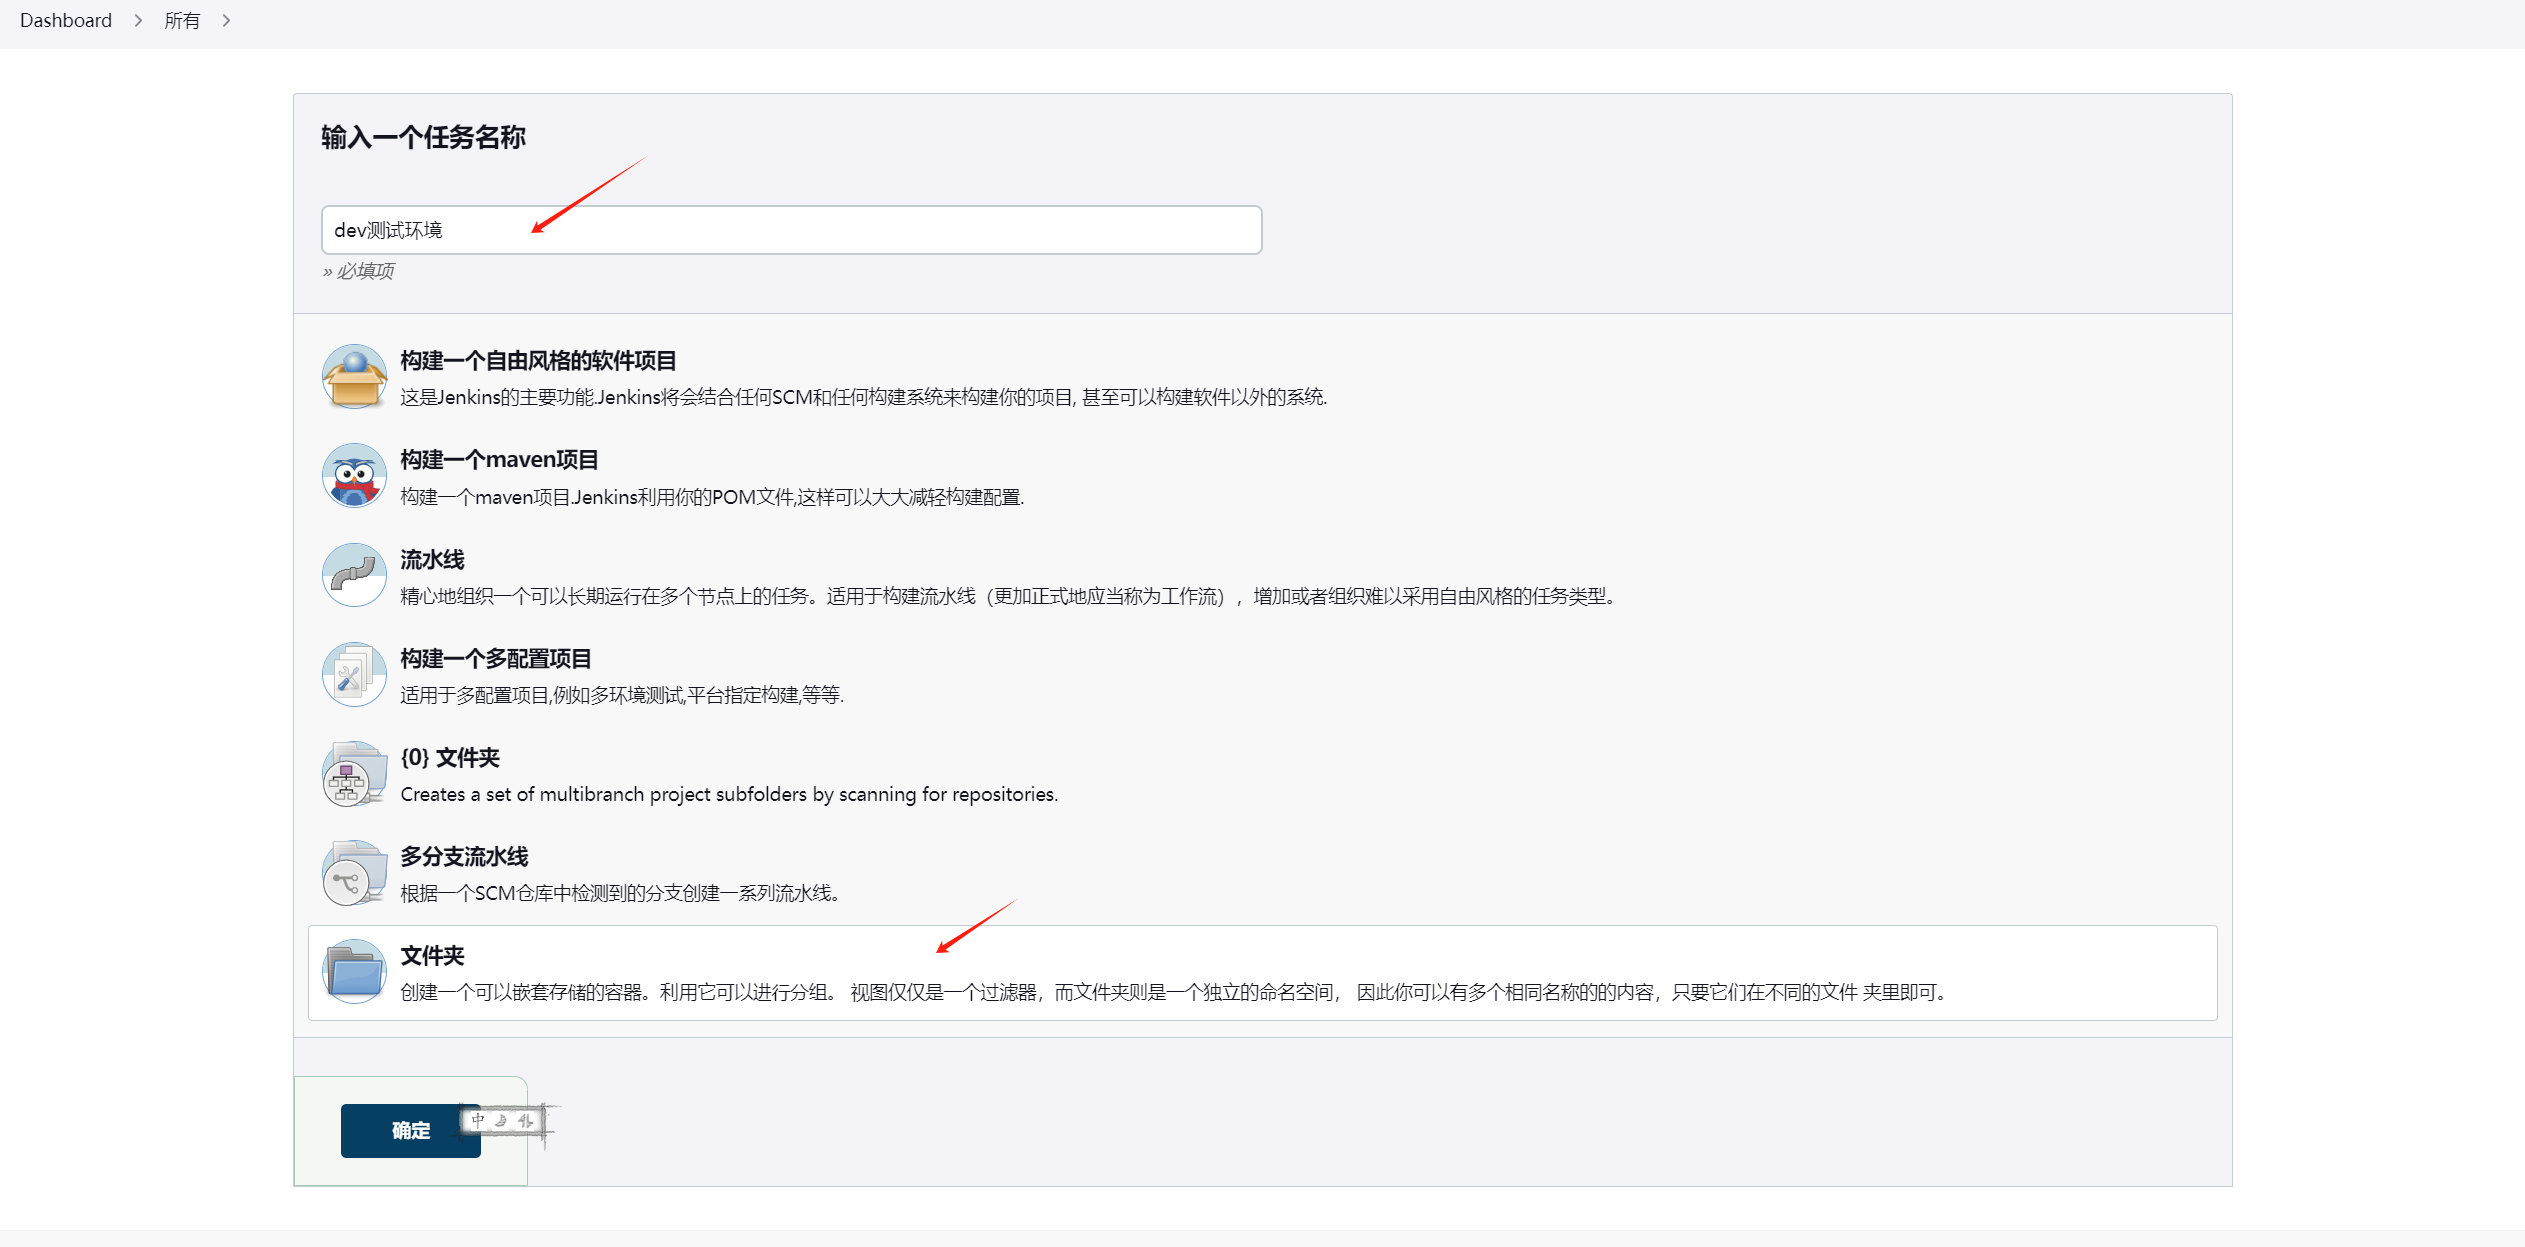 Dashboard > 所有 >
输入一个任务名称
dev测试环境
» 必填项
构建一个自由风格的软件项目
这是Jenkins的主要功能.Jenkins将会结合任何SCM和任何构建系统来构建你的项目, 甚至可以构建软件以外的系统.
构建一个maven项目
构建一个maven项目.Jenkins利用你的POM文件,这样可以大大减轻构建配置.
流水线
精心地组织一个可以长期运行在多个节点上的任务。适用于构建流水线（更加正式地应当称为工作流），增加或者组织难以采用自由风格的任务类型。
构建一个多配置项目
适用于多配置项目,例如多环境测试,平台指定构建,等等.
{0} 文件夹
Creates a set of multibranch project subfolders by scanning for repositories.
多分支流水线
根据一个SCM仓库中检测到的分支创建一系列流水线。
文件夹
创建一个可以嵌套存储的容器。利用它可以进行分组。 视图仅仅是一个过滤器，而文件夹则是一个独立的命名空间， 因此你可以有多个相同名称的的内容，只要它们在不同的文件 夹里即可。
确定
中